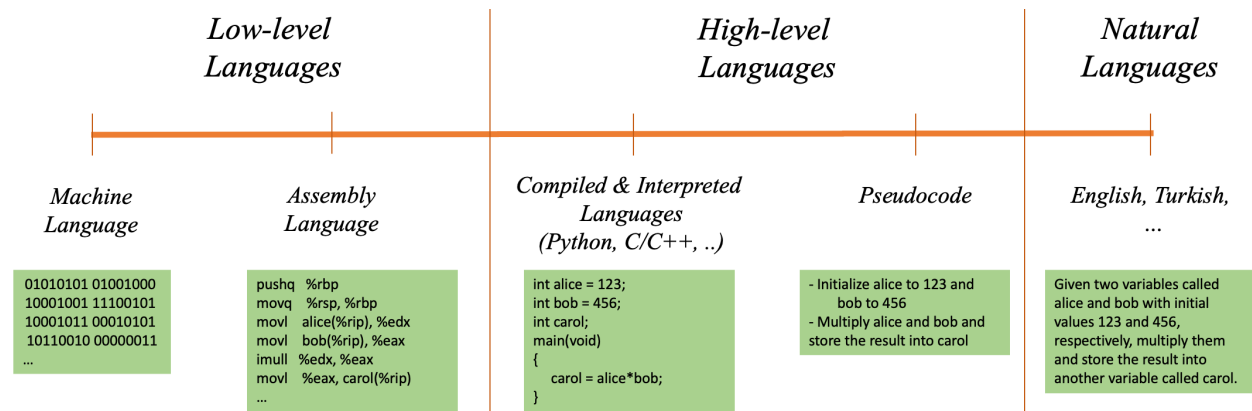 Low-level
Languages
High-level
Languages
Natural
Languages
Machine
Language
Assembly
Language
Compiled & Interpreted
Languages
(Python, C/C++, ..)
Pseudocode
English, Turkish,
...
01010101 01001000
10001001 11100101
10001011 00010101
10110010 00000011
...
pushq %rbp
movq %rsp, %rbp
movl alice(%rip), %edx
movl bob(%rip), %eax
imull %edx, %eax
movl %eax, carol(%rip)
...
int alice = 123;
int bob = 456;
int carol;
main(void)
{
carol = alice*bob;
}
- Initialize alice to 123 and
bob to 456
- Multiply alice and bob and
store the result into carol
Given two variables called
alice and bob with initial
values 123 and 456,
respectively, multiply them
and store the result into
another variable called carol.